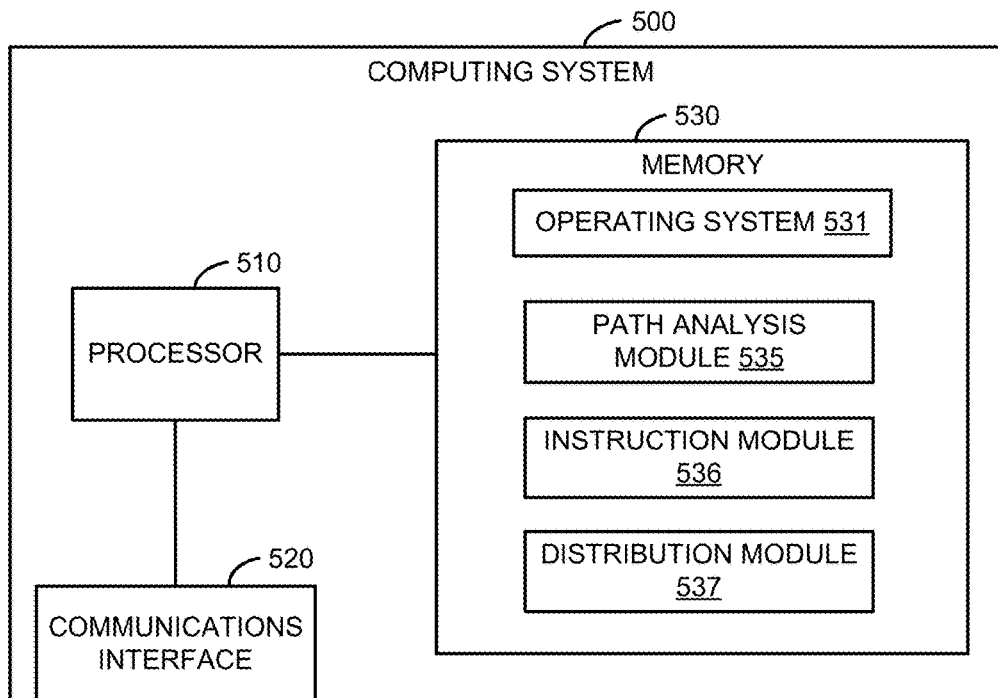 500
COMPUTING SYSTEM
530
MEMORY
OPERATING SYSTEM 531
510
PROCESSOR
PATH ANALYSIS
MODULE 535
INSTRUCTION MODULE
536
520
COMMUNICATIONS
INTERFACE
DISTRIBUTION MODULE
537